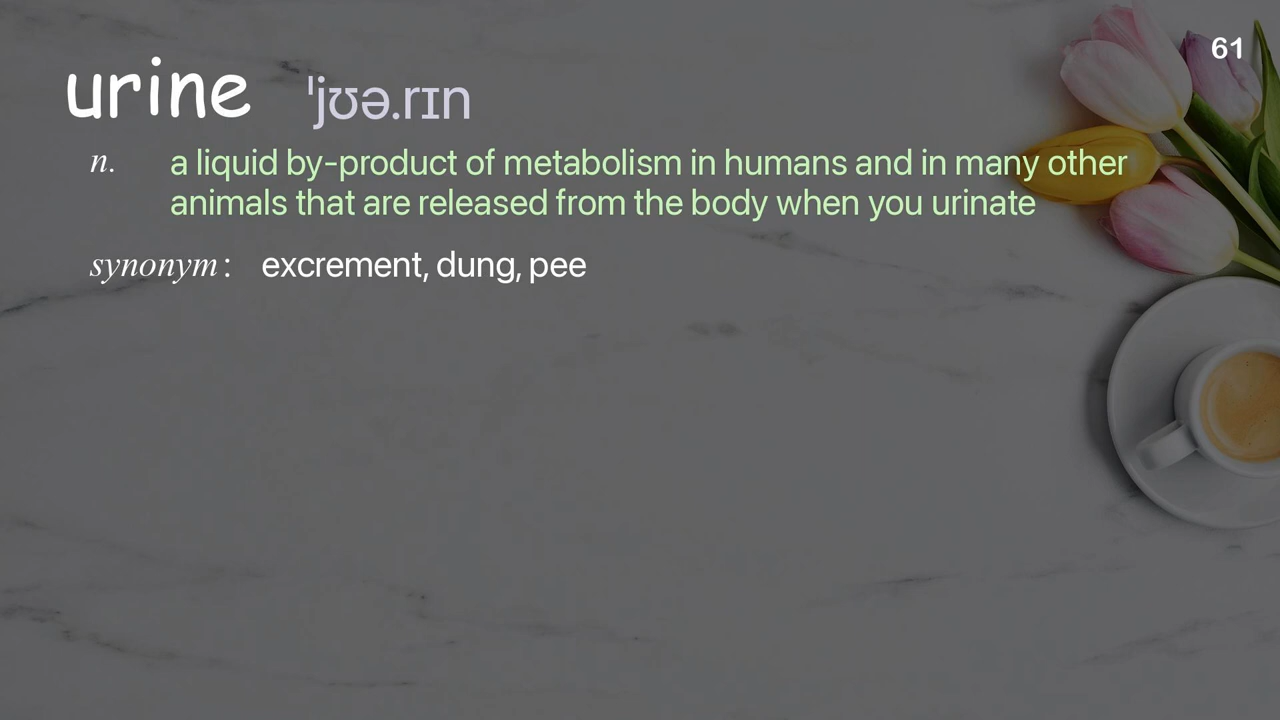 61
urine ˈjʊə.rɪn
n. a liquid by-product of metabolism in humans and in many other
animals that are released from the body when you urinate
synonym : excrement, dung, pee